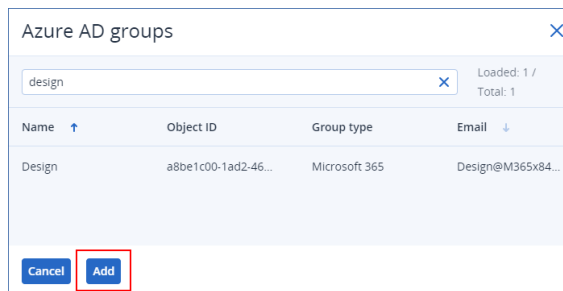 Azure AD groups
design
Loaded: 1 /
Total: 1
Name Object ID Group type Email
Design a8be1c00-1ad2-46... Microsoft 365 Design@M365x84...
Cancel Add